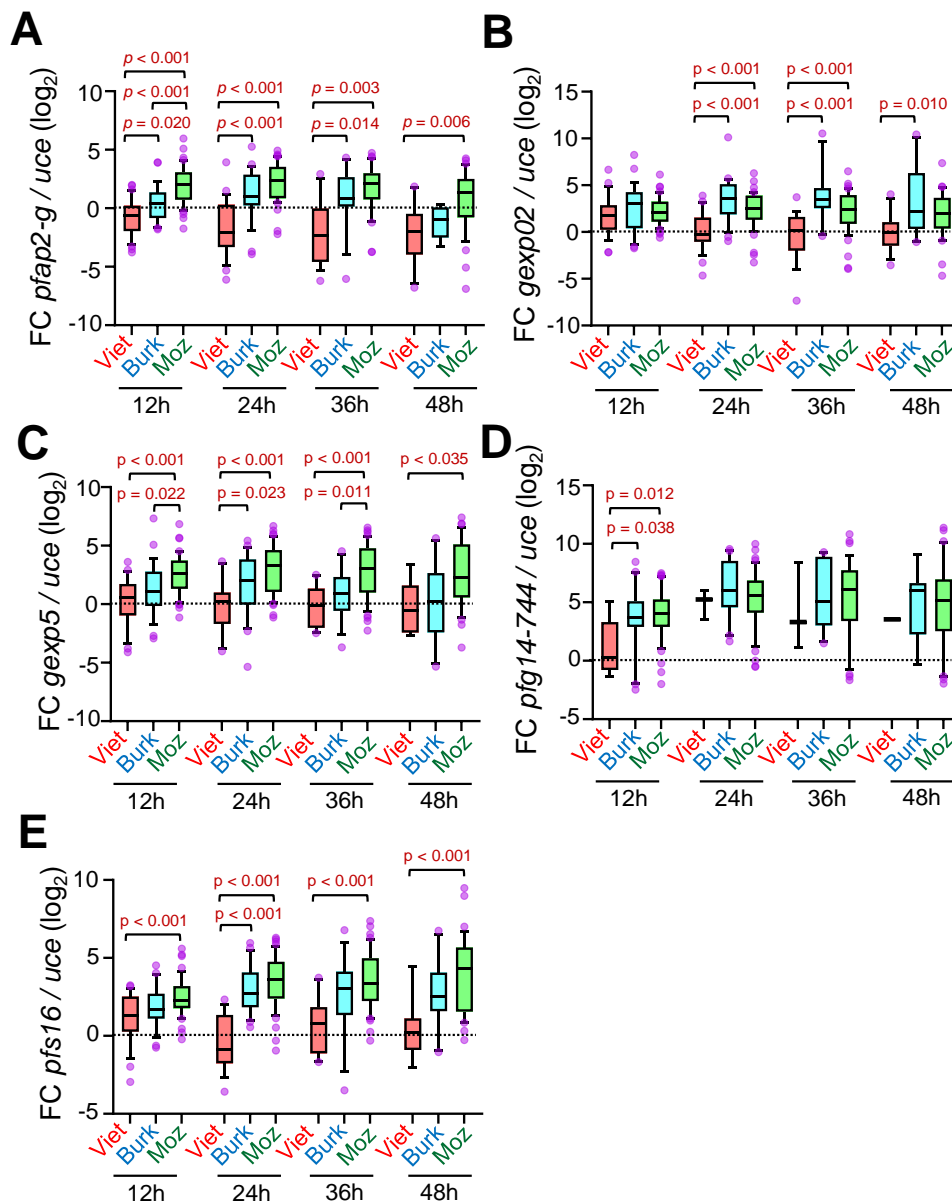 A
p < 0.001
p < 0.001
p = 0.020
p < 0.001
p < 0.001
p = 0.003
p = 0.014
p = 0.006
FC pfap2-g / uce (log2)
10
5
0
-5
-10
Viet Burk Moz Viet Burk Moz Viet Burk Moz Viet Burk Moz
12h 24h 36h 48h
B
p < 0.001
p < 0.001
p < 0.001
p < 0.001
p = 0.010
FC gexp02 / uce (log2)
15
10
5
0
-5
-10
Viet Burk Moz Viet Burk Moz Viet Burk Moz Viet Burk Moz
12h 24h 36h 48h
C
p < 0.001
p = 0.022
p < 0.001
p = 0.023
p < 0.001
p = 0.011
p < 0.035
FC gexp5 / uce (log2)
10
5
0
-5
-10
Viet Burk Moz Viet Burk Moz Viet Burk Moz Viet Burk Moz
12h 24h 36h 48h
D
p = 0.012
p = 0.038
FC pfg14-744 / uce (log2)
15
10
5
0
-5
Viet Burk Moz Viet Burk Moz Viet Burk Moz Viet Burk Moz
12h 24h 36h 48h
E
p < 0.001
p < 0.001
p < 0.001
p < 0.001
p < 0.001
FC pfs16 / uce (log2)
10
5
0
-5
Viet Burk Moz Viet Burk Moz Viet Burk Moz Viet Burk Moz
12h 24h 36h 48h